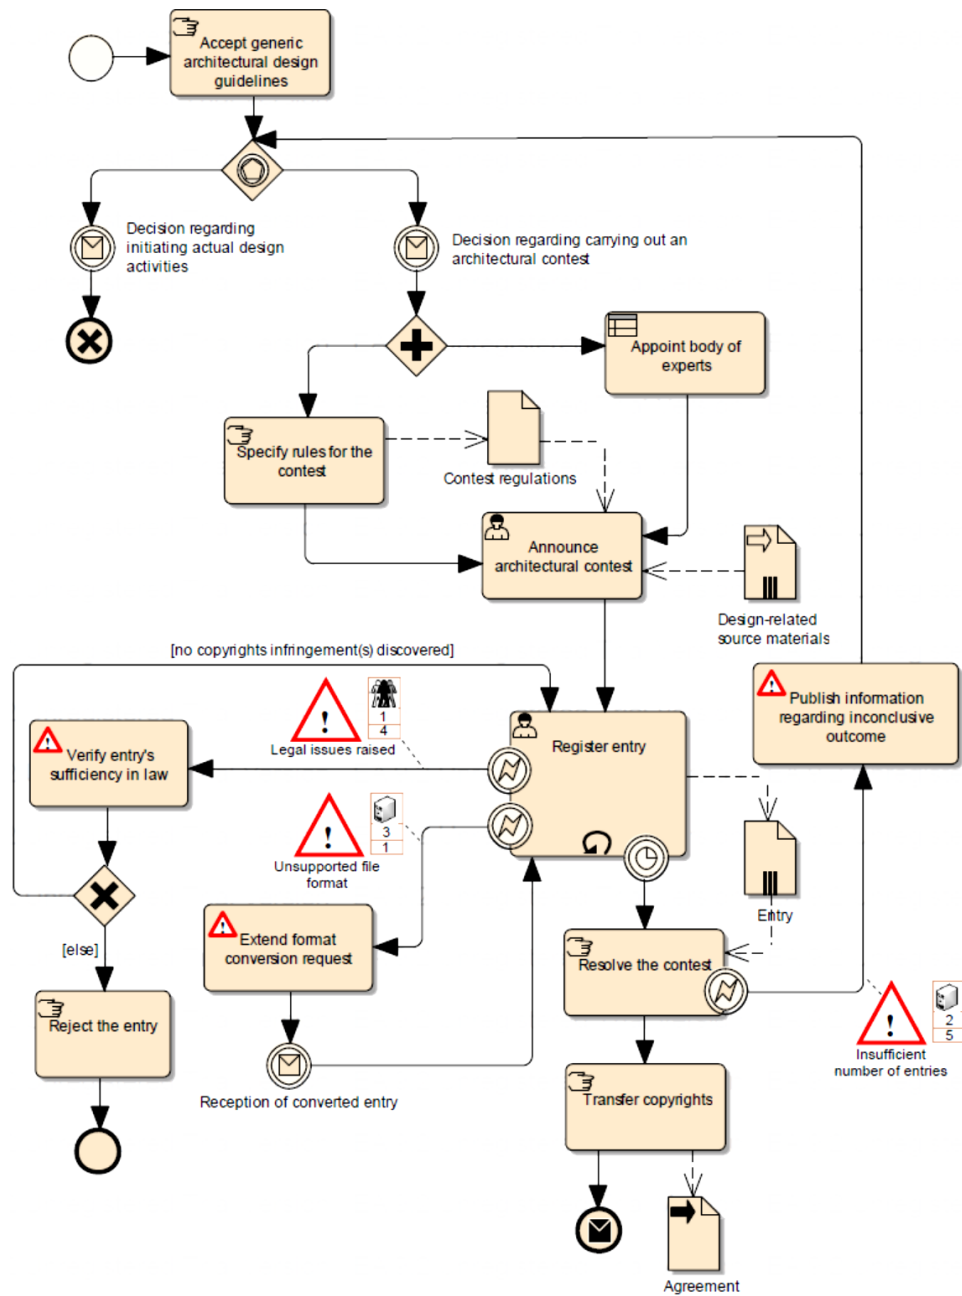 Accept generic
architectural design
guidelines
Decision regarding
initiating actual design
activities
Decision regarding carrying out an
architectural contest
Appoint body of
experts
Specify rules for the
contest
Contest regulations
Announce
architectural contest
Design-related
source materials
[no copyrights infringement(s) discovered]
Publish information
regarding inconclusive
outcome
1
4
Legal issues raised
Register entry
Verify entry's
sufficiency in law
3
1
Unsupported file
format
Entry
[else]
Extend format
conversion request
Resolve the contest
Reject the entry
2
5
Insufficient
number of entries
Reception of converted entry
Transfer copyrights
Agreement